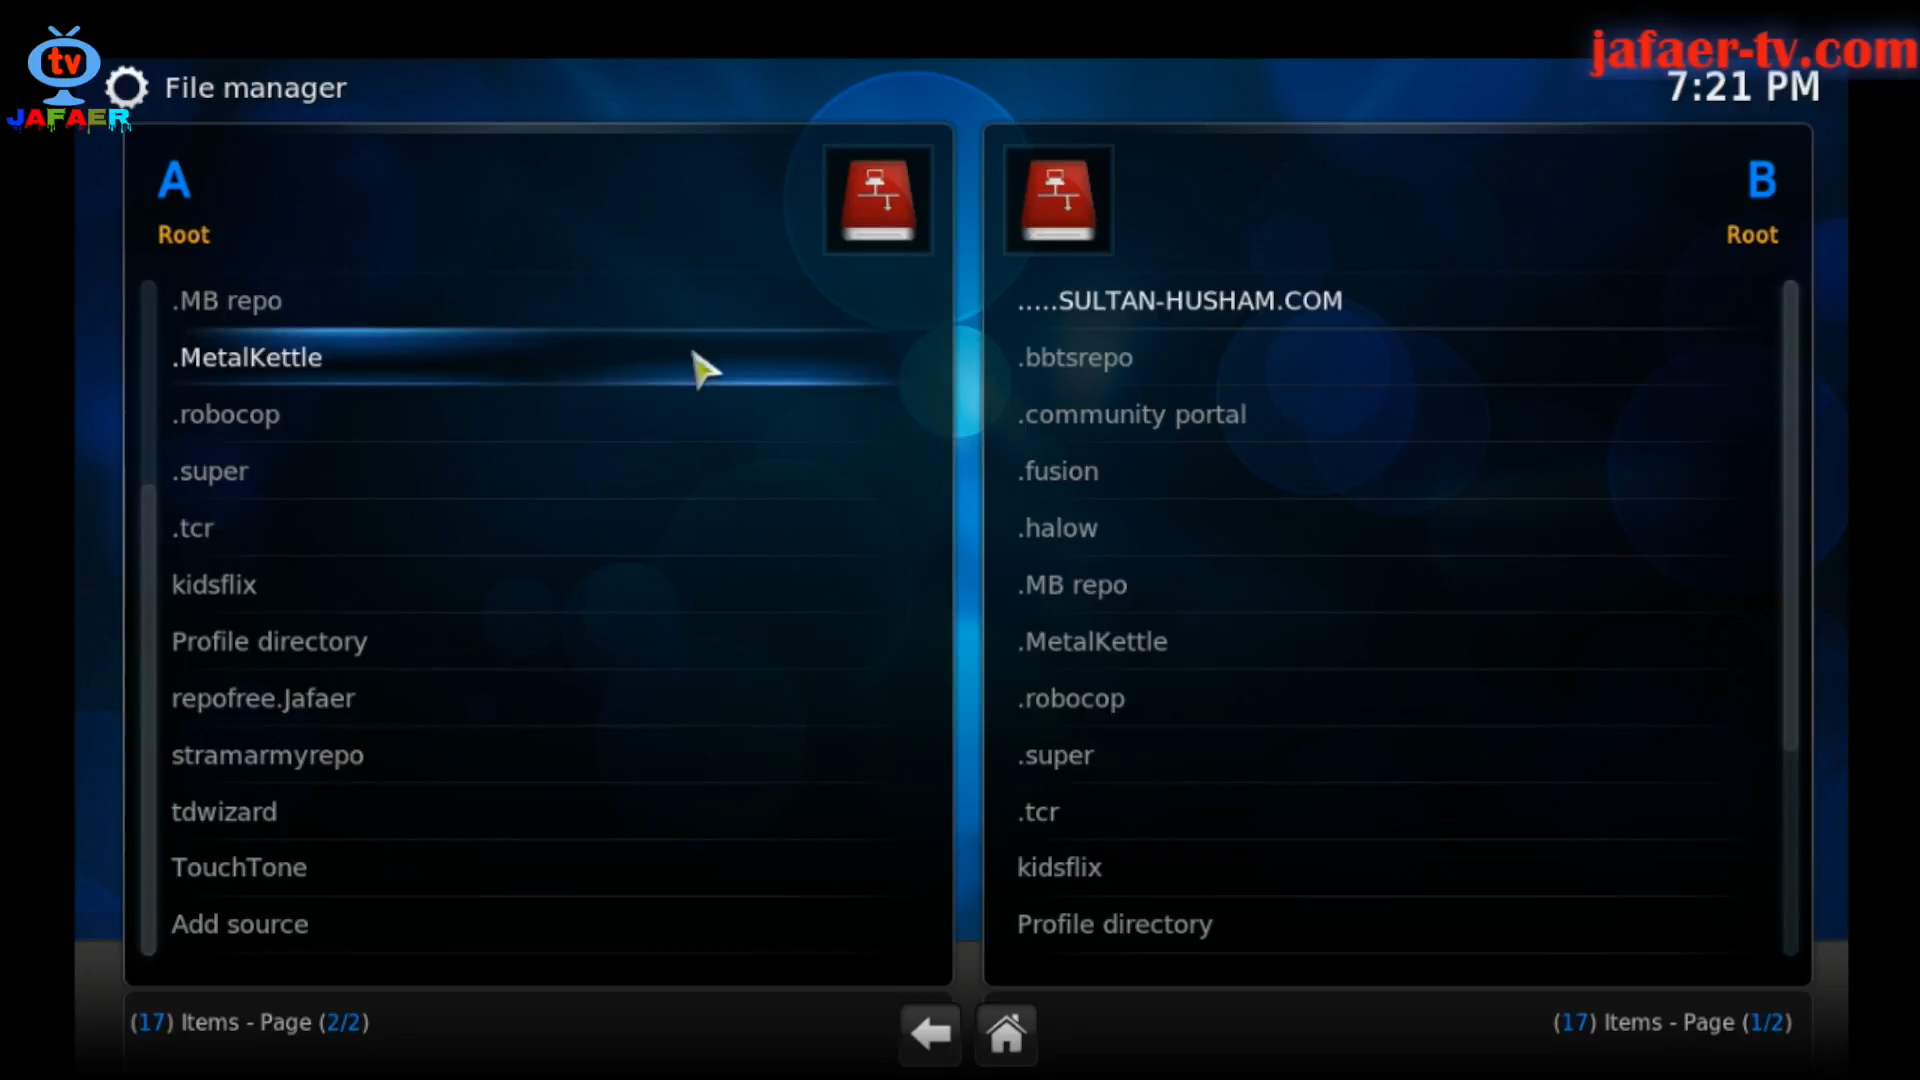 tv
JAFAER
jafaer-tv.com
File manager
7:21 PM
A
Root
.MB repo
.MetalKettle
.robocop
.super
.tcr
kidsflix
Profile directory
repofree.Jafaer
stramarmyrepo
tdwizard
TouchTone
Add source
(17) Items - Page (2/2)
B
Root
.....SULTAN-HUSHAM.COM
.bbtsrepo
.community portal
.fusion
.halow
.MB repo
.MetalKettle
.robocop
.super
.tcr
kidsflix
Profile directory
(17) Items - Page (1/2)